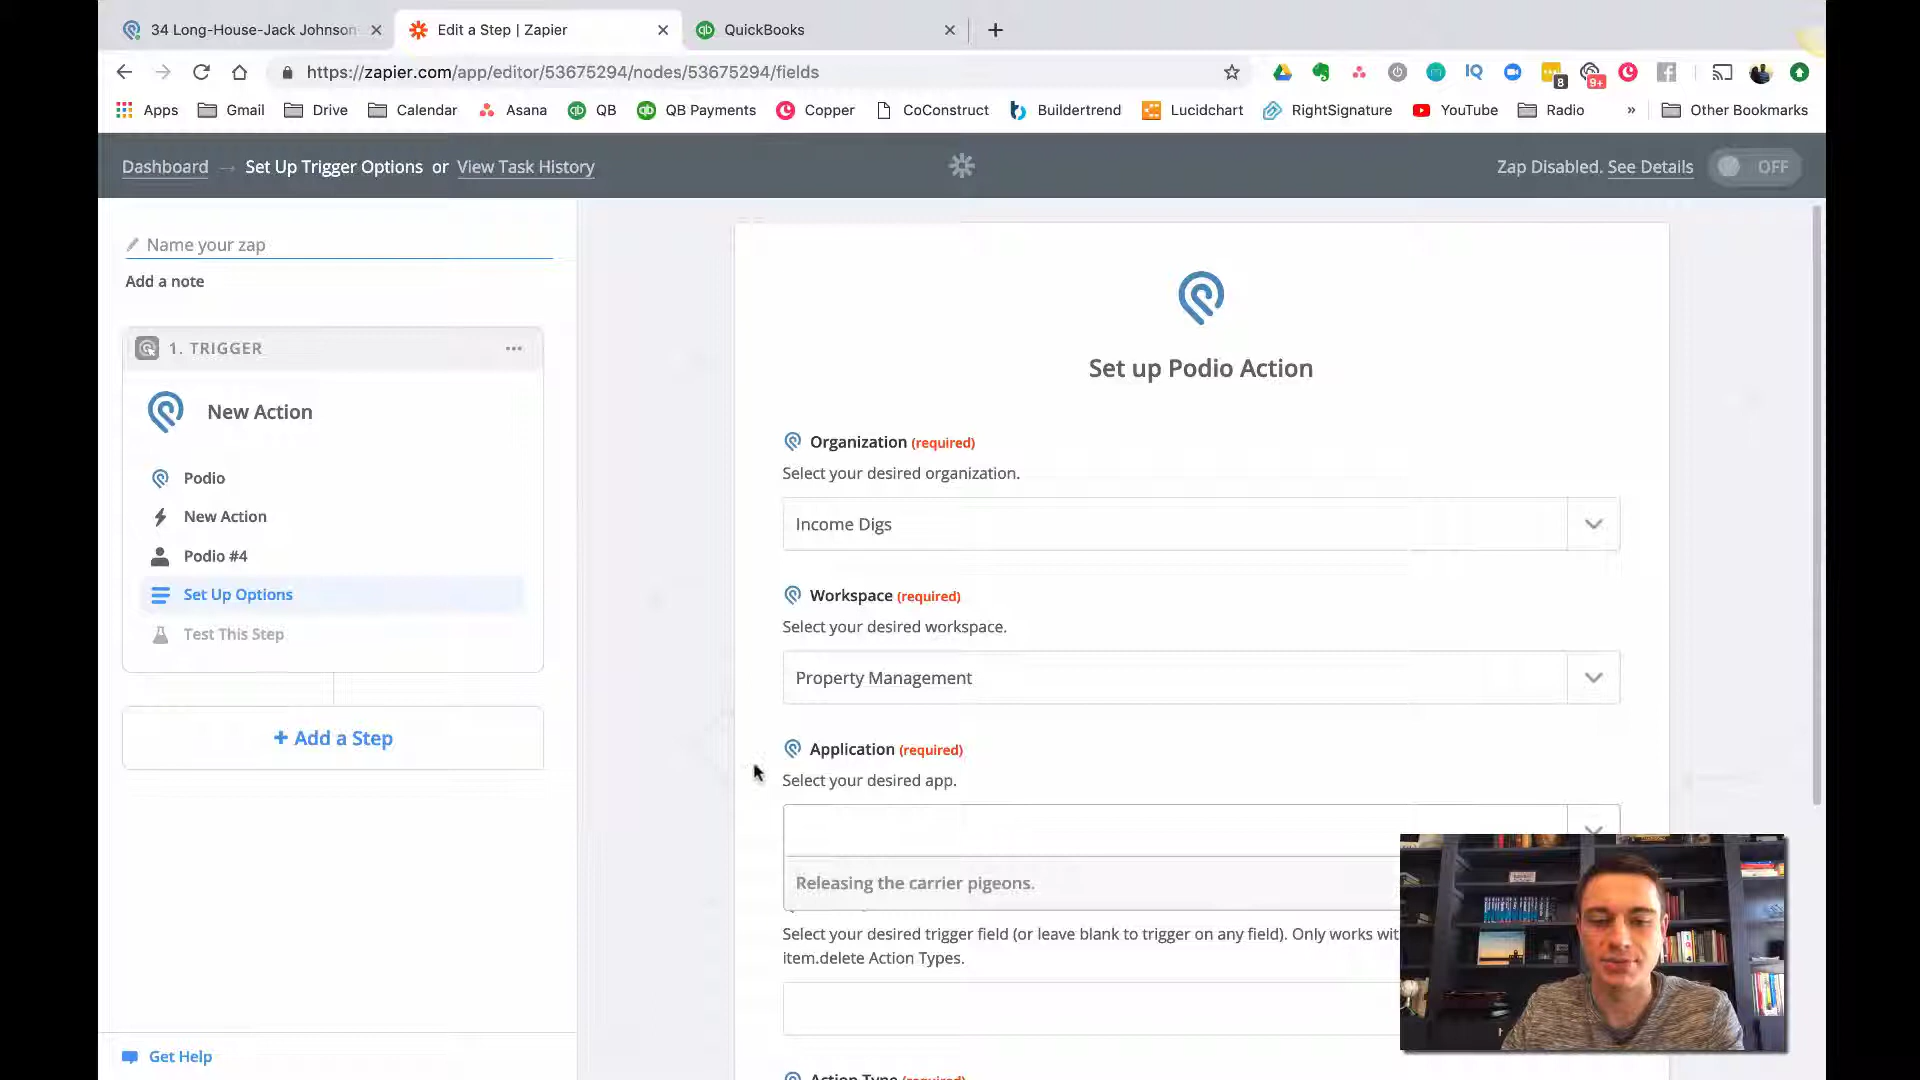 34 Long-House-Jack Johnson
Edit a Step | Zapier
QuickBooks
https://zapier.com/app/editor/53675294/nodes/53675294/fields
8
9+
Apps
Gmail
Drive
Calendar
Asana
QB
QB Payments
Copper
CoConstruct
Buildertrend
Lucidchart
RightSignature
YouTube
Radio
»
Other Bookmarks
Dashboard → Set Up Trigger Options or View Task History
Zap Disabled. See Details
OFF
Name your zap
Add a note
1. TRIGGER
New Action
Podio
New Action
Podio #4
Set Up Options
Test This Step
+ Add a Step
Get Help
Set up Podio Action
Organization (required)
Select your desired organization.
Income Digs
Workspace (required)
Select your desired workspace.
Property Management
Application (required)
Select your desired app.
Releasing the carrier pigeons.
Select your desired trigger field (or leave blank to trigger on any field). Only works
item.delete Action Types.
Action Type (required)